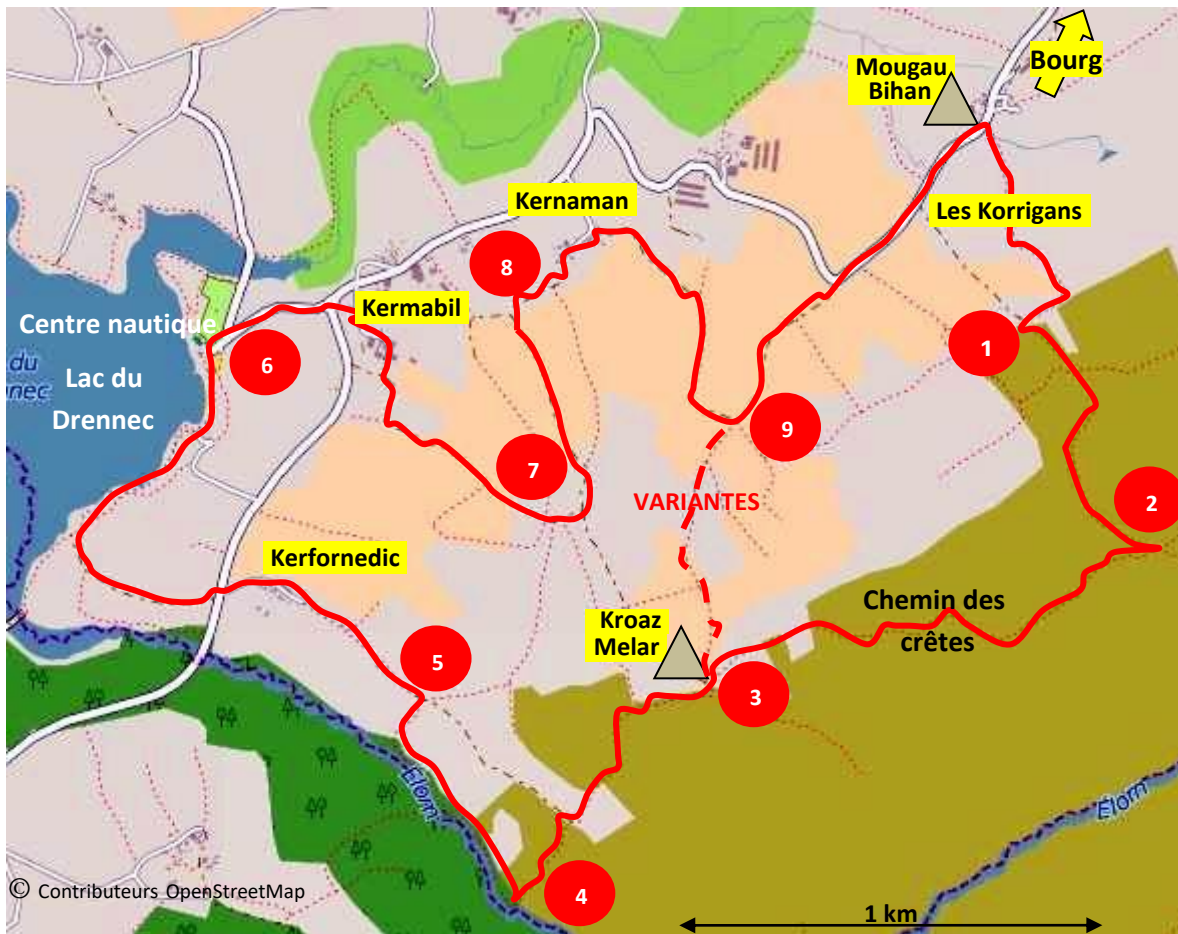 Bourg
Mougau
Bihan
Kernaman
Les Korrigans
8
Kermabil
Centre nautique
6
1
Lac du
Drennec
du
nnec
9
7
VARIANTES
2
Kerfornedic
Chemin des
crêtes
Kroaz
Melar
5
3
Elorn
Elorn
4
© Contributeurs OpenStreetMap
1 km